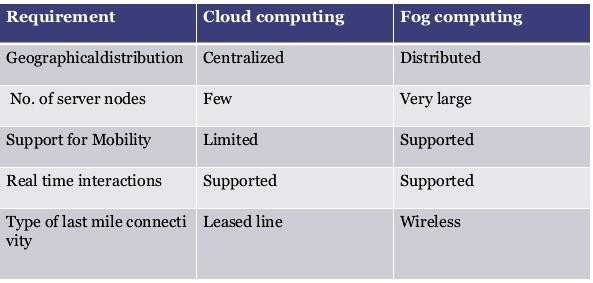 Requirement Cloud computing Fog computing
Geographicaldistribution Centralized Distributed
No. of server nodes Few Very large
Support for Mobility Limited Supported
Real time interactions Supported Supported
Type of last mile connecti Leased line Wireless
vity